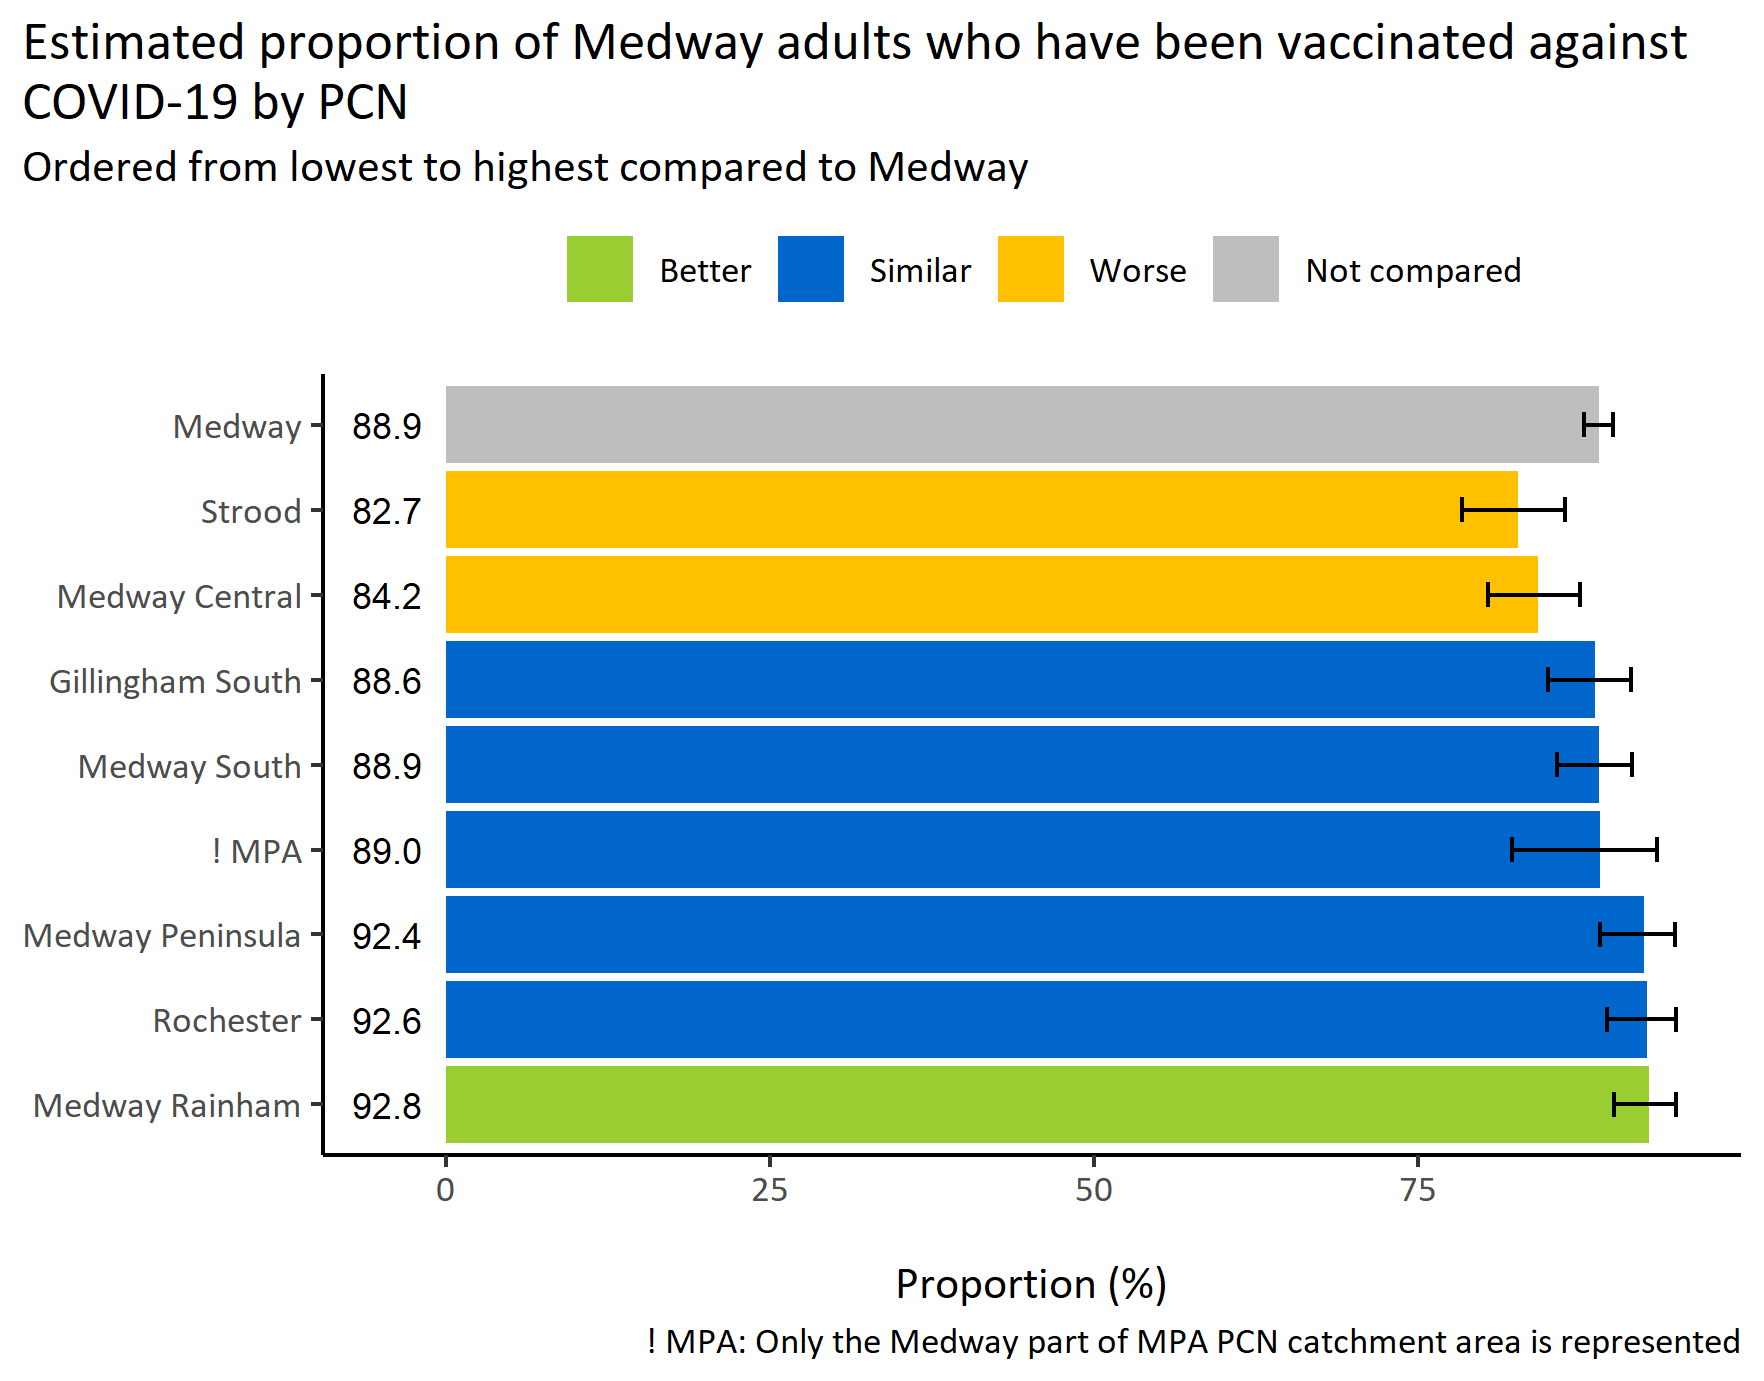 Estimated proportion of Medway adults who have been vaccinated against
COVID-19 by PCN
Ordered from lowest to highest compared to Medway
Better Similar Worse Not compared
Medway 88.9
Strood 82.7
Medway Central 84.2
Gillingham South 88.6
Medway South 88.9
! MPA 89.0
Medway Peninsula 92.4
Rochester 92.6
Medway Rainham 92.8
0 25 50 75
Proportion (%)
! MPA: Only the Medway part of MPA PCN catchment area is represented